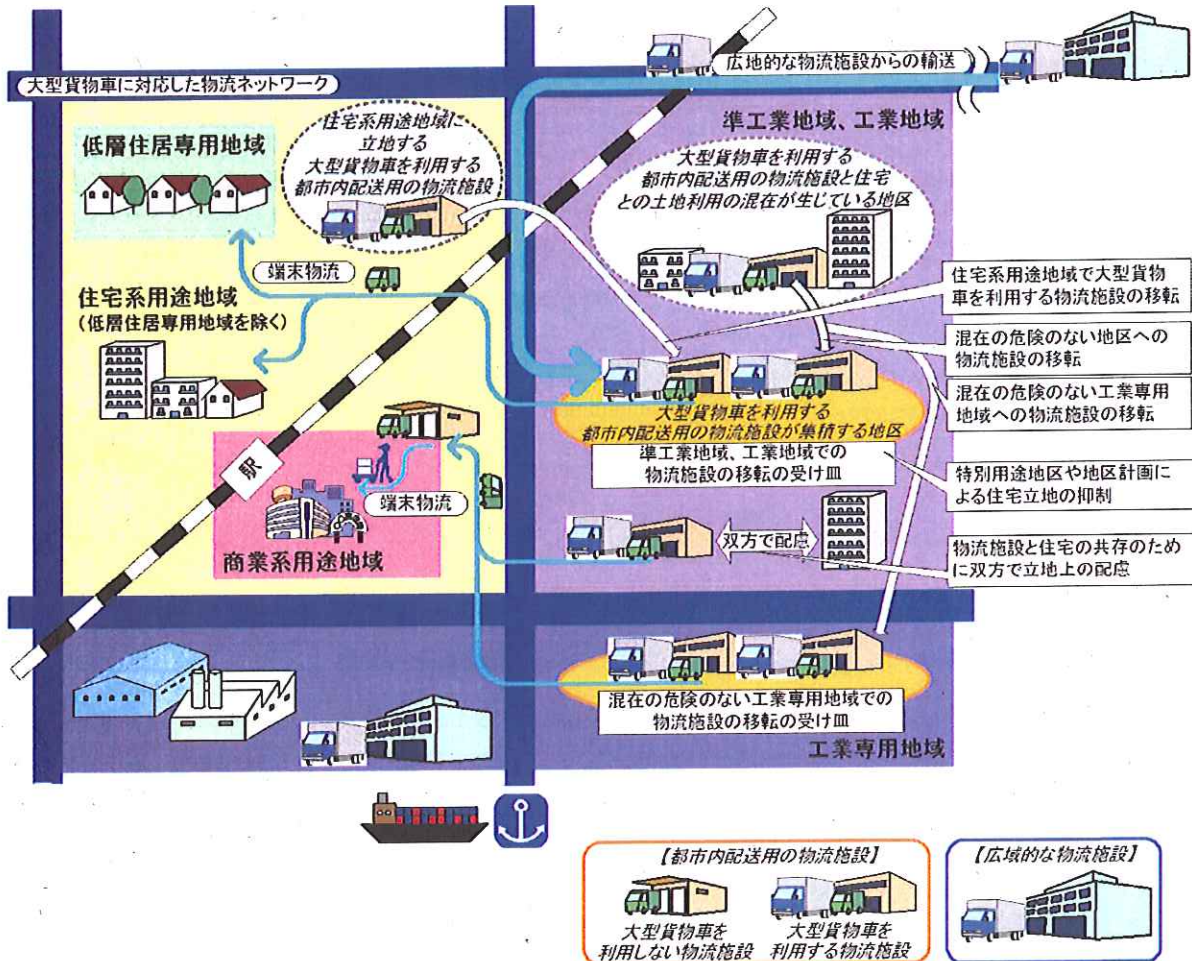 広地的な物流施設からの輸送
大型貨物車に対応した物流ネットワーク
低層住居専用地域
住宅系用途地域に
立地する
大型貨物車を利用する
都市内配送用の物流施設
準工業地域、工業地域
大型貨物車を利用する
都市内配送用の物流施設と住宅
との土地利用の混在が生じている地区
端末物流
住宅系用途地域
(低層住居専用地域を除く)
住宅系用途地域で大型貨物
車を利用する物流施設の移転
混在の危険のない地区への
物流施設の移転
混在の危険のない工業専用
地域への物流施設の移転
大型貨物車を利用する
都市内配送用の物流施設が集積する地区
準工業地域、工業地域での
物流施設の移転の受け皿
特別用途地区や地区計画に
よる住宅立地の抑制
駅
端末物流
商業系用途地域
双方で配慮
物流施設と住宅の共存のため
に双方で立地上の配慮
混在の危険のない工業専用地域での
物流施設の移転の受け皿
工業専用地域
【都市内配送用の物流施設】
大型貨物車を
利用しない物流施設
大型貨物車を
利用する物流施設
【広域的な物流施設】